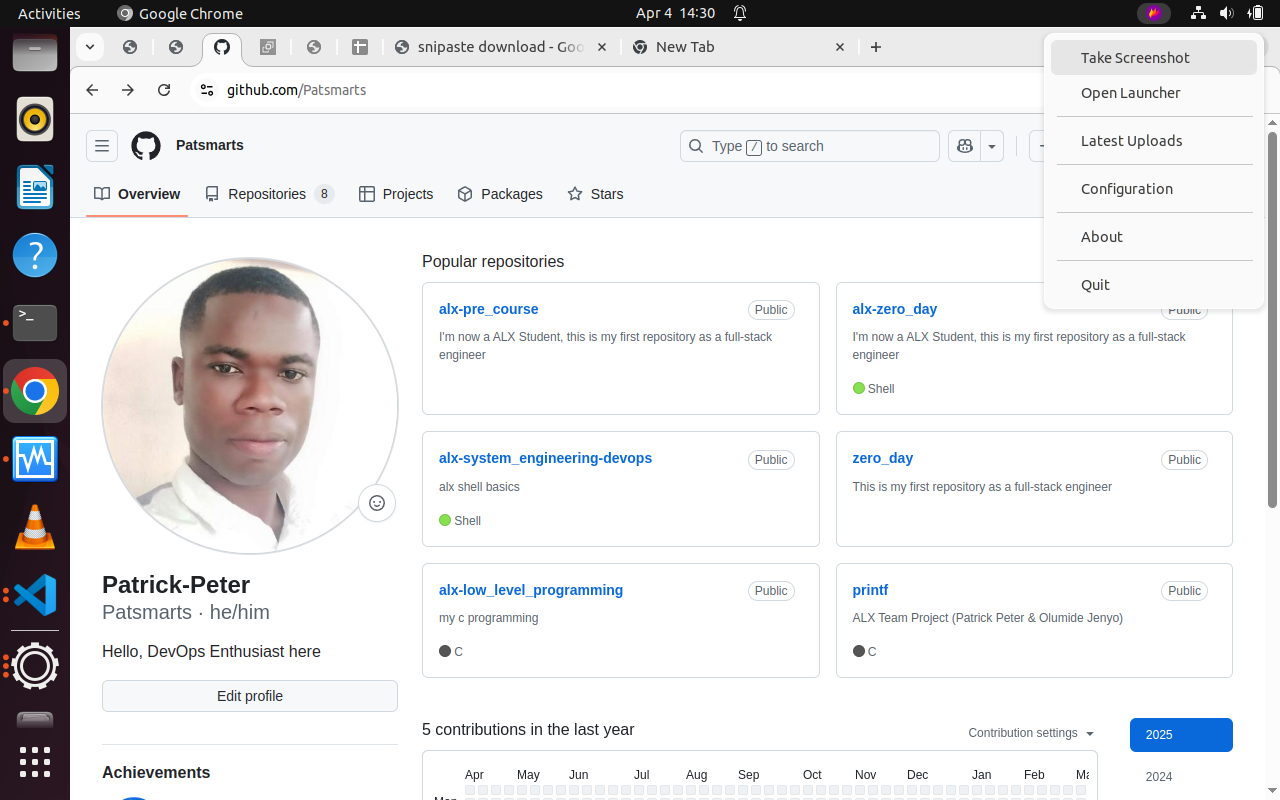 Activities
Google Chrome
Apr 4 14:30
snipaste download - Goo
New Tab
github.com/Patsmarts
Take Screenshot
Open Launcher
Latest Uploads
Configuration
About
Quit
Patsmarts
Type / to search
Overview
Repositories 8
Projects
Packages
Stars
Popular repositories
alx-pre_course
Public
I'm now a ALX Student, this is my first repository as a full-stack
engineer
alx-zero_day
Public
I'm now a ALX Student, this is my first repository as a full-stack
engineer
Shell
alx-system_engineering-devops
Public
alx shell basics
Shell
zero_day
Public
This is my first repository as a full-stack engineer
alx-low_level_programming
Public
my c programming
C
printf
Public
ALX Team Project (Patrick Peter & Olumide Jenyo)
C
Patrick-Peter
Patsmarts · he/him
Hello, DevOps Enthusiast here
Edit profile
Achievements
5 contributions in the last year
Contribution settings
2025
2024
Apr May Jun Jul Aug Sep Oct Nov Dec Jan Feb Ma
Mon